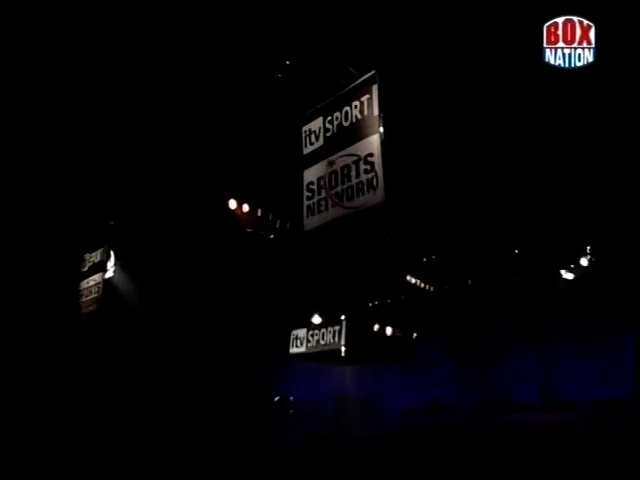 BOX
NATION
itv SPORT
SPORTS
NETWORK
itv SPORT